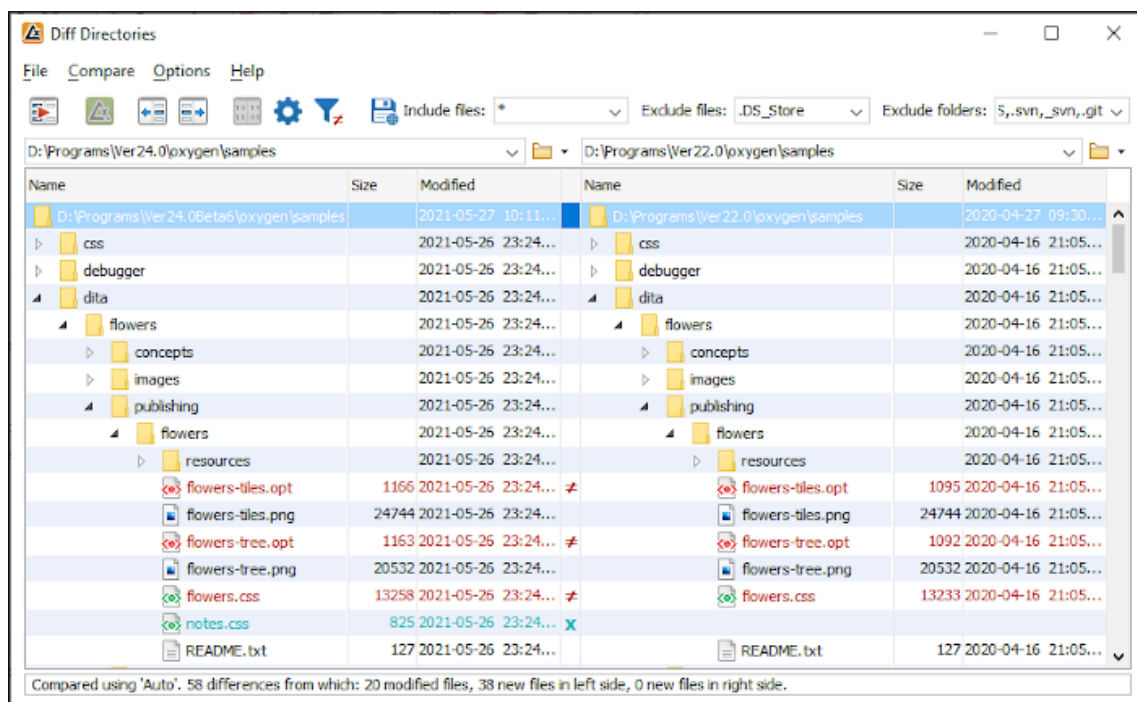 Diff Directories
File Compare Options Help
Include files: * Exclude files: .DS_Store Exclude folders: S,.svn,_svn,.git
D:\Programs\Ver24.0\oxygen\samples D:\Programs\Ver22.0\oxygen\samples
Name Size Modified Name Size Modified
D:\Programs\Ver24.0Beta6\oxygen\samples 2021-05-27 10:11... D:\Programs\Ver22.0\oxygen\samples 2020-04-27 09:30...
css 2021-05-26 23:24... css 2020-04-16 21:05...
debugger 2021-05-26 23:24... debugger 2020-04-16 21:05...
dita 2021-05-26 23:24... dita 2020-04-16 21:05...
flowers 2021-05-26 23:24... flowers 2020-04-16 21:05...
concepts 2021-05-26 23:24... concepts 2020-04-16 21:05...
images 2021-05-26 23:24... images 2020-04-16 21:05...
publishing 2021-05-26 23:24... publishing 2020-04-16 21:05...
flowers 2021-05-26 23:24... flowers 2020-04-16 21:05...
resources 2021-05-26 23:24... resources 2020-04-16 21:05...
flowers-tiles.opt 1166 2021-05-26 23:24... ≠ flowers-tiles.opt 1095 2020-04-16 21:05...
flowers-tiles.png 24744 2021-05-26 23:24... flowers-tiles.png 24744 2020-04-16 21:05...
flowers-tree.opt 1163 2021-05-26 23:24... ≠ flowers-tree.opt 1092 2020-04-16 21:05...
flowers-tree.png 20532 2021-05-26 23:24... flowers-tree.png 20532 2020-04-16 21:05...
flowers.css 13258 2021-05-26 23:24... ≠ flowers.css 13233 2020-04-16 21:05...
notes.css 825 2021-05-26 23:24... x
README.txt 127 2021-05-26 23:24... README.txt 127 2020-04-16 21:05...
Compared using 'Auto'. 58 differences from which: 20 modified files, 38 new files in left side, 0 new files in right side.